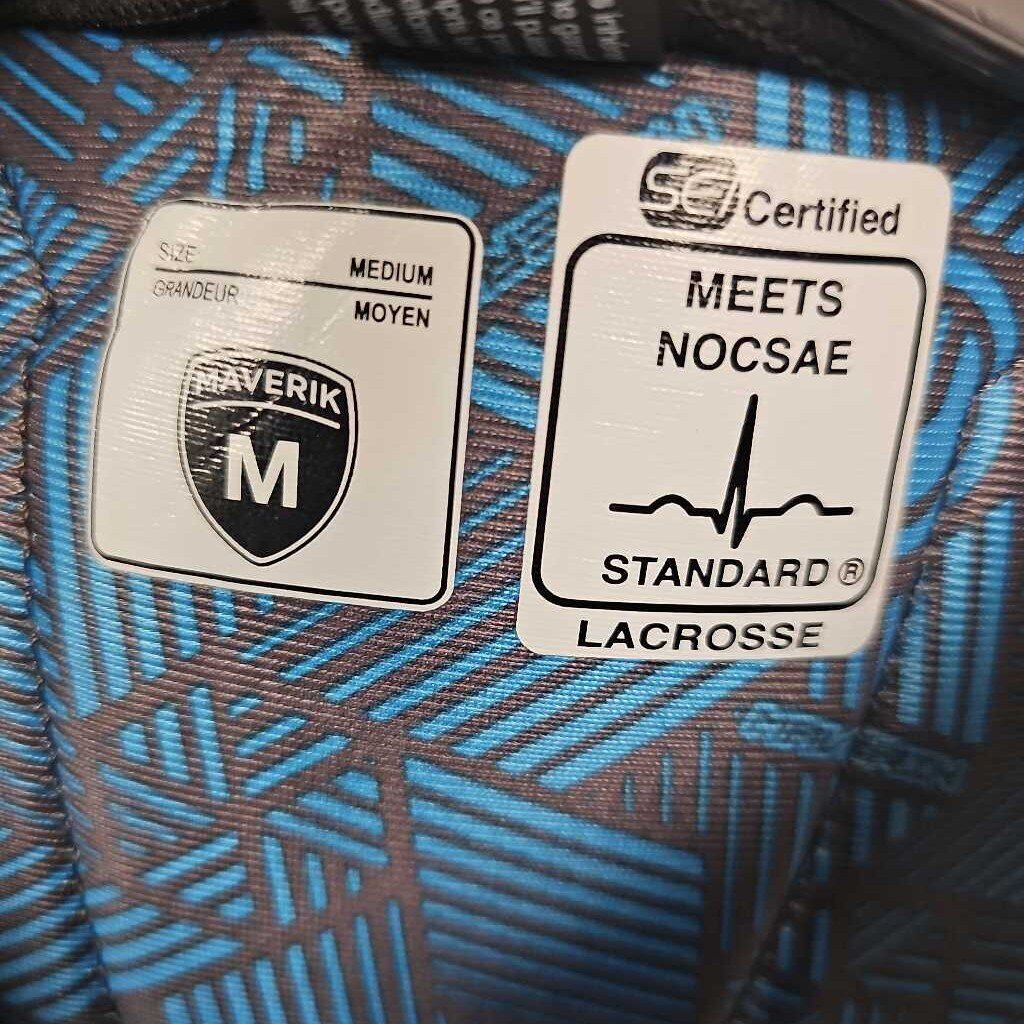 SIZE
MEDIUM
GRANDEUR
MOYEN
MAVERIK
M
SEI Certified
MEETS
NOCSAE
STANDARD ®
LACROSSE